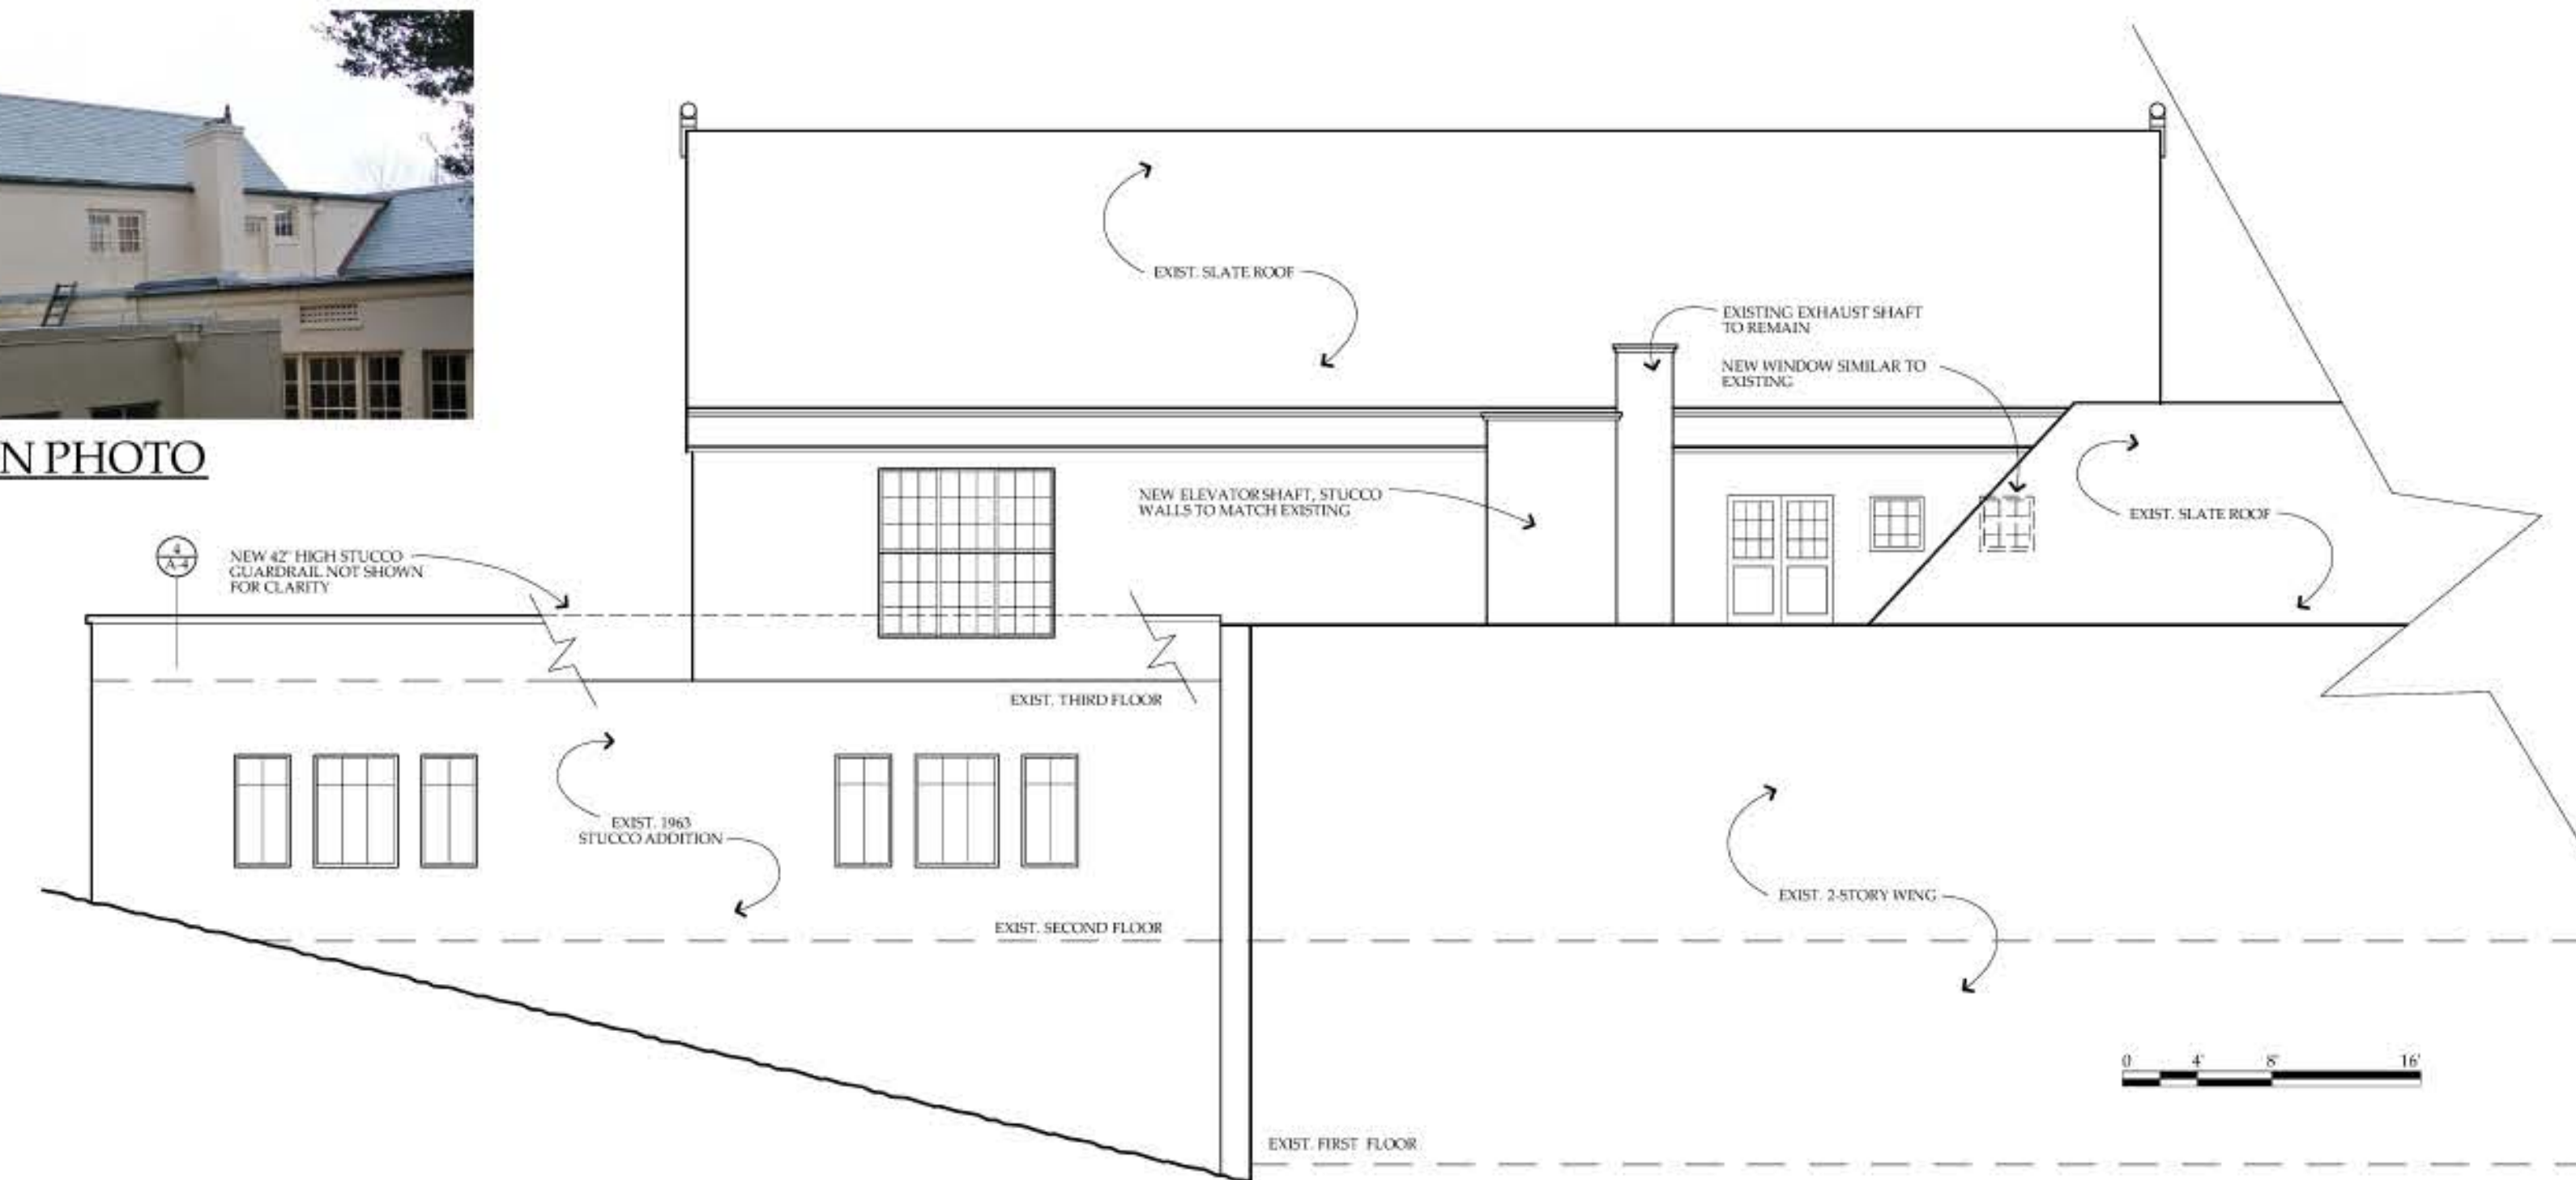 N PHOTO
EXIST. SLATE ROOF
EXISTING EXHAUST SHAFT
TO REMAIN
NEW WINDOW SIMILAR TO
EXISTING
NEW ELEVATOR SHAFT, STUCCO
WALLS TO MATCH EXISTING
EXIST. SLATE ROOF
4
A-4
NEW 42" HIGH STUCCO
GUARDRAIL NOT SHOWN
FOR CLARITY
EXIST. THIRD FLOOR
EXIST. 1963
STUCCO ADDITION
EXIST. 2-STORY WING
EXIST. SECOND FLOOR
0 4' 8' 16'
EXIST. FIRST FLOOR